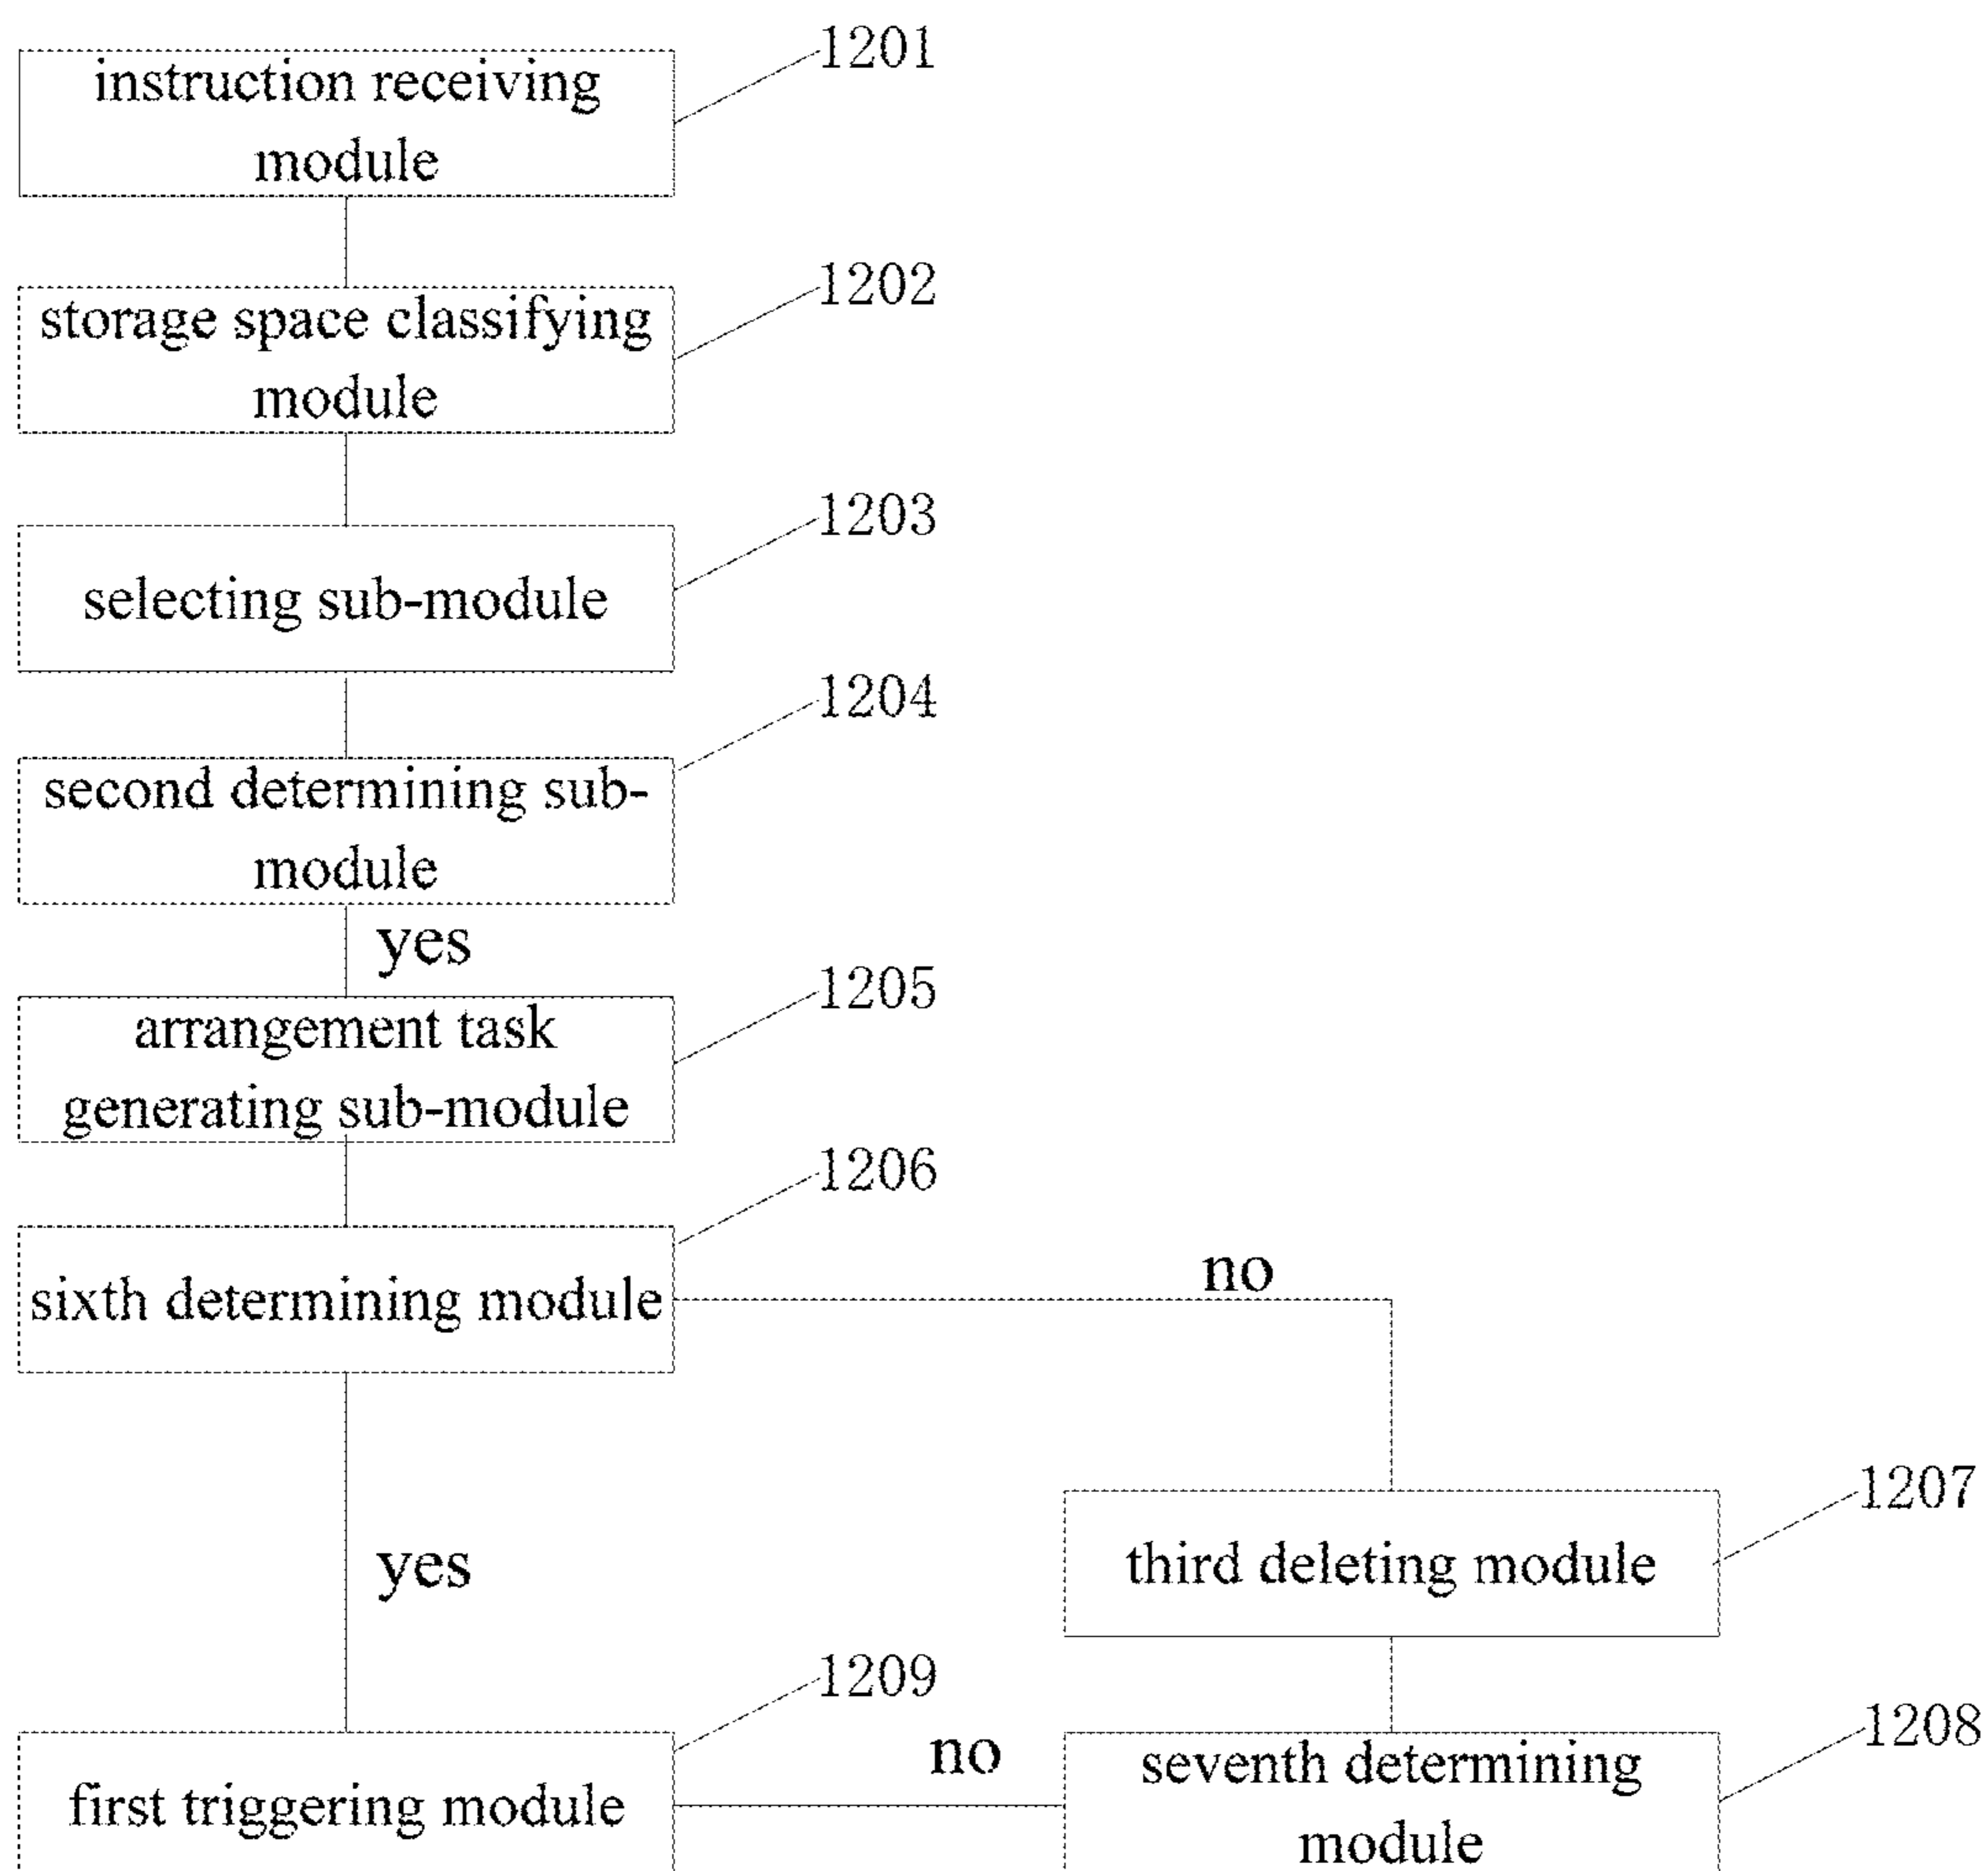 1201
instruction receiving
module
1202
storage space classifying
module
1203
selecting sub-module
1204
second determining sub-
module
yes
1205
arrangement task
generating sub-module
1206
sixth determining module
no
1207
yes
third deleting module
1209
1208
no
first triggering module
seventh determining
module